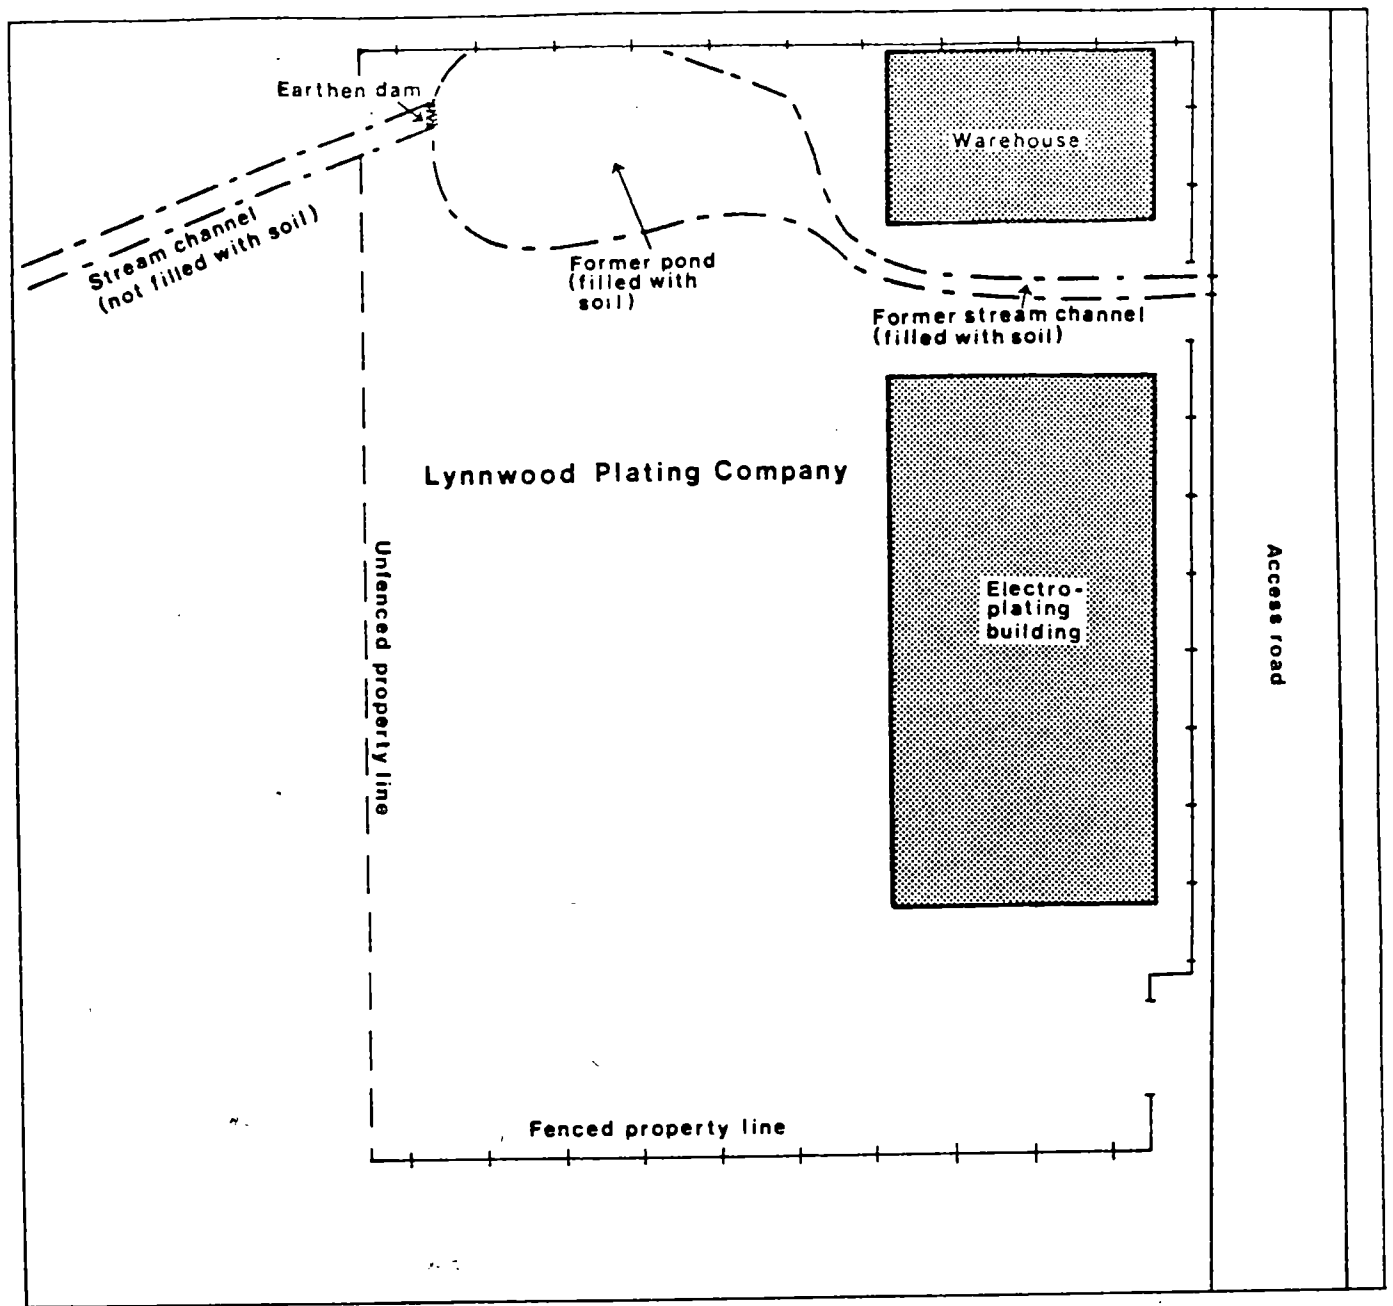 Earthen dam
Warehouse
Stream channel
(not filled with soil)
Former pond
(filled with
soil)
Former stream channel
(filled with soil)
Lynnwood Plating Company
Unfenced property line
Electro-
plating
building
Access road
Fenced property line